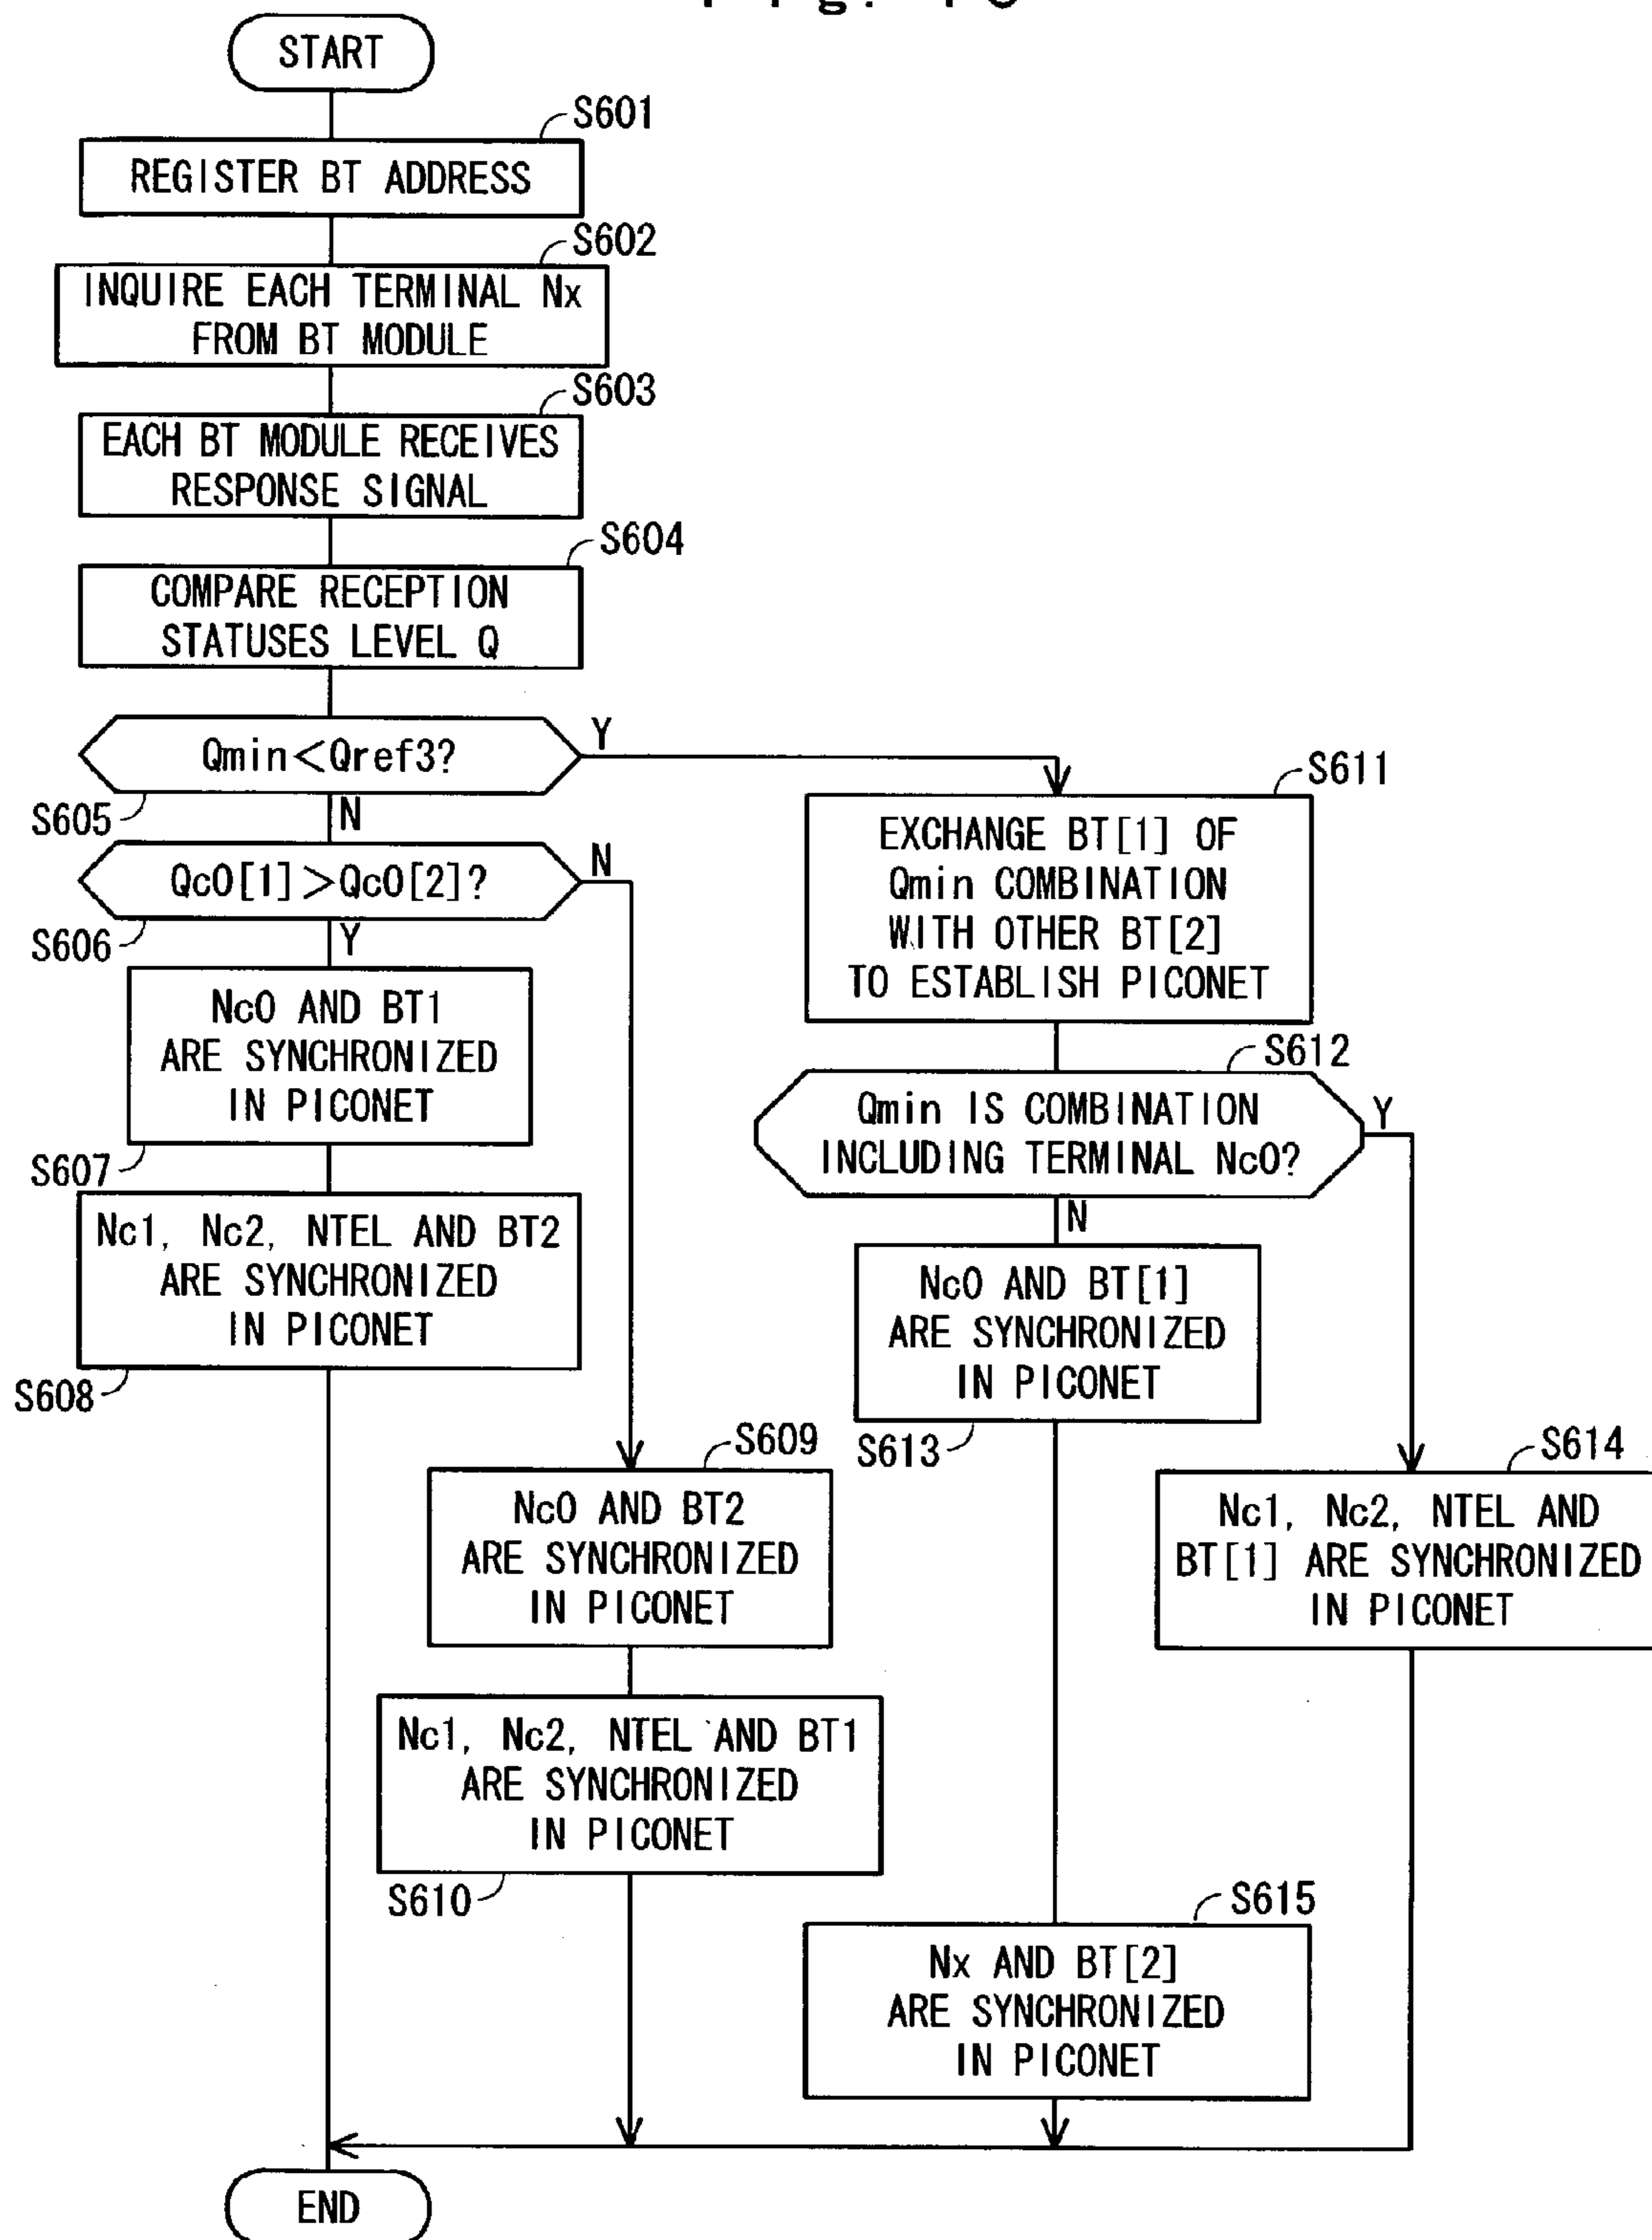 START
S601
REGISTER BT ADDRESS
S602
INQUIRE EACH TERMINAL Nx
FROM BT MODULE
S603
EACH BT MODULE RECEIVES
RESPONSE SIGNAL
S604
COMPARE RECEPTION
STATUSES LEVEL Q
Qmin<Qref3?
Y
S605
N
Qc0[1]>Qc0[2]?
N
S606
Y
Nc0 AND BT1
ARE SYNCHRONIZED
IN PICONET
S607
Nc1, Nc2, NTEL AND BT2
ARE SYNCHRONIZED
IN PICONET
S608
S609
Nc0 AND BT2
ARE SYNCHRONIZED
IN PICONET
Nc1, Nc2, NTEL AND BT1
ARE SYNCHRONIZED
IN PICONET
S610
S611
EXCHANGE BT[1] OF
Qmin COMBINATION
WITH OTHER BT[2]
TO ESTABLISH PICONET
S612
Qmin IS COMBINATION
INCLUDING TERMINAL Nc0?
Y
N
Nc0 AND BT[1]
ARE SYNCHRONIZED
IN PICONET
S613
S614
Nc1, Nc2, NTEL AND
BT[1] ARE SYNCHRONIZED
IN PICONET
S615
Nx AND BT[2]
ARE SYNCHRONIZED
IN PICONET
END